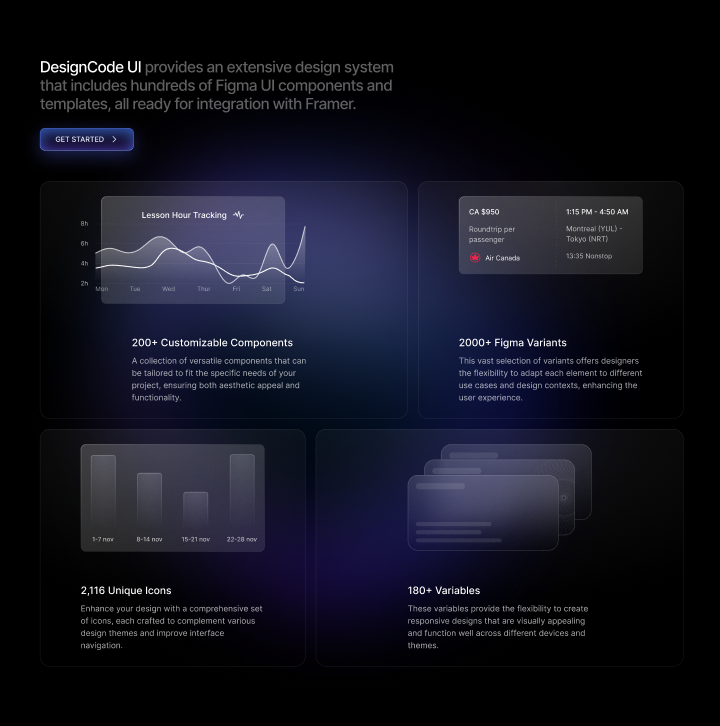 DesignCode UI provides an extensive design system
that includes hundreds of Figma UI components and
templates, all ready for integration with Framer.
GET STARTED
Lesson Hour Tracking
8h
6h
4h
2h
Mon Tue Wed Thur Fri Sat Sun
200+ Customizable Components
A collection of versatile components that can
be tailored to fit the specific needs of your
project, ensuring both aesthetic appeal and
functionality.
CA $950
Roundtrip per
passenger
Air Canada
1:15 PM - 4:50 AM
Montreal (YUL) -
Tokyo (NRT)
13:35 Nonstop
2000+ Figma Variants
This vast selection of variants offers designers
the flexibility to adapt each element to different
use cases and design contexts, enhancing the
user experience.
1-7 nov 8-14 nov 15-21 nov 22-28 nov
2,116 Unique Icons
Enhance your design with a comprehensive set
of icons, each crafted to complement various
design themes and improve interface
navigation.
180+ Variables
These variables provide the flexibility to create
responsive designs that are visually appealing
and function well across different devices and
themes.